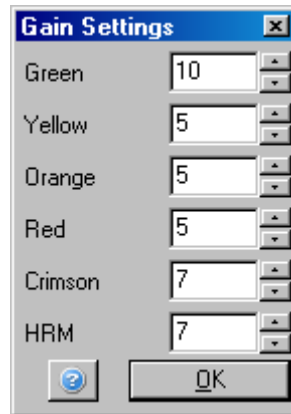 Gain Settings
Green 10
Yellow 5
Orange 5
Red 5
Crimson 7
HRM 7
? OK